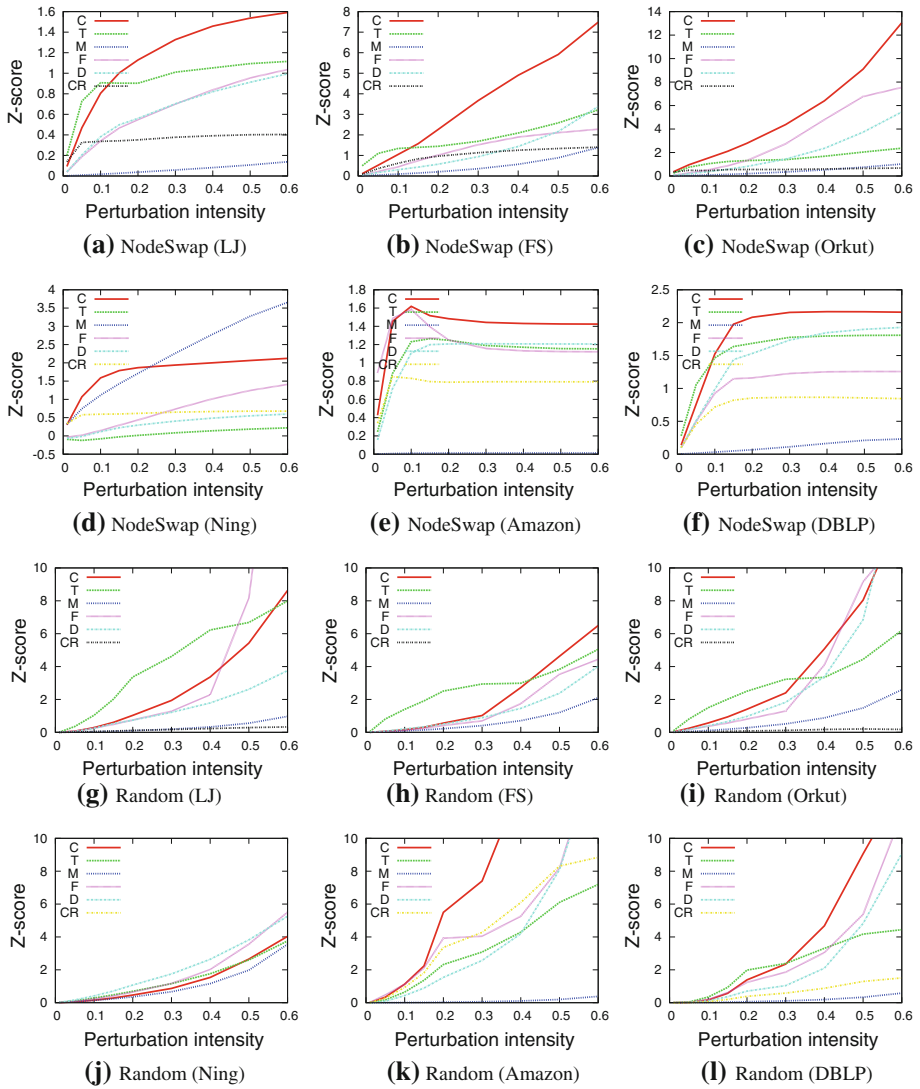 Z-score
1.6
1.4
1.2
1
0.8
0.6
0.4
0.2
0
C
T
M
F
D
CR
0 0.1 0.2 0.3 0.4 0.5 0.6
Perturbation intensity
(a) NodeSwap (LJ)
Z-score
8
7
6
5
4
3
2
1
0
C
T
M
F
D
CR
0 0.1 0.2 0.3 0.4 0.5 0.6
Perturbation intensity
(b) NodeSwap (FS)
Z-score
14
12
10
8
6
4
2
0
C
T
M
F
D
CR
0 0.1 0.2 0.3 0.4 0.5 0.6
Perturbation intensity
(c) NodeSwap (Orkut)
Z-score
4
3.5
3
2.5
2
1.5
1
0.5
0
-0.5
C
T
M
F
D
CR
0 0.1 0.2 0.3 0.4 0.5 0.6
Perturbation intensity
(d) NodeSwap (Ning)
Z-score
1.8
1.6
1.4
1.2
1
0.8
0.6
0.4
0.2
0
C
T
M
F
D
CR
0 0.1 0.2 0.3 0.4 0.5 0.6
Perturbation intensity
(e) NodeSwap (Amazon)
Z-score
2.5
2
1.5
1
0.5
0
C
T
M
F
D
CR
0 0.1 0.2 0.3 0.4 0.5 0.6
Perturbation intensity
(f) NodeSwap (DBLP)
Z-score
10
8
6
4
2
0
C
T
M
F
D
CR
0 0.1 0.2 0.3 0.4 0.5 0.6
Perturbation intensity
(g) Random (LJ)
Z-score
10
8
6
4
2
0
C
T
M
F
D
CR
0 0.1 0.2 0.3 0.4 0.5 0.6
Perturbation intensity
(h) Random (FS)
Z-score
10
8
6
4
2
0
C
T
M
F
D
CR
0 0.1 0.2 0.3 0.4 0.5 0.6
Perturbation intensity
(i) Random (Orkut)
Z-score
10
8
6
4
2
0
C
T
M
F
D
CR
0 0.1 0.2 0.3 0.4 0.5 0.6
Perturbation intensity
(j) Random (Ning)
Z-score
10
8
6
4
2
0
C
T
M
F
D
CR
0 0.1 0.2 0.3 0.4 0.5 0.6
Perturbation intensity
(k) Random (Amazon)
Z-score
10
8
6
4
2
0
C
T
M
F
D
CR
0 0.1 0.2 0.3 0.4 0.5 0.6
Perturbation intensity
(l) Random (DBLP)